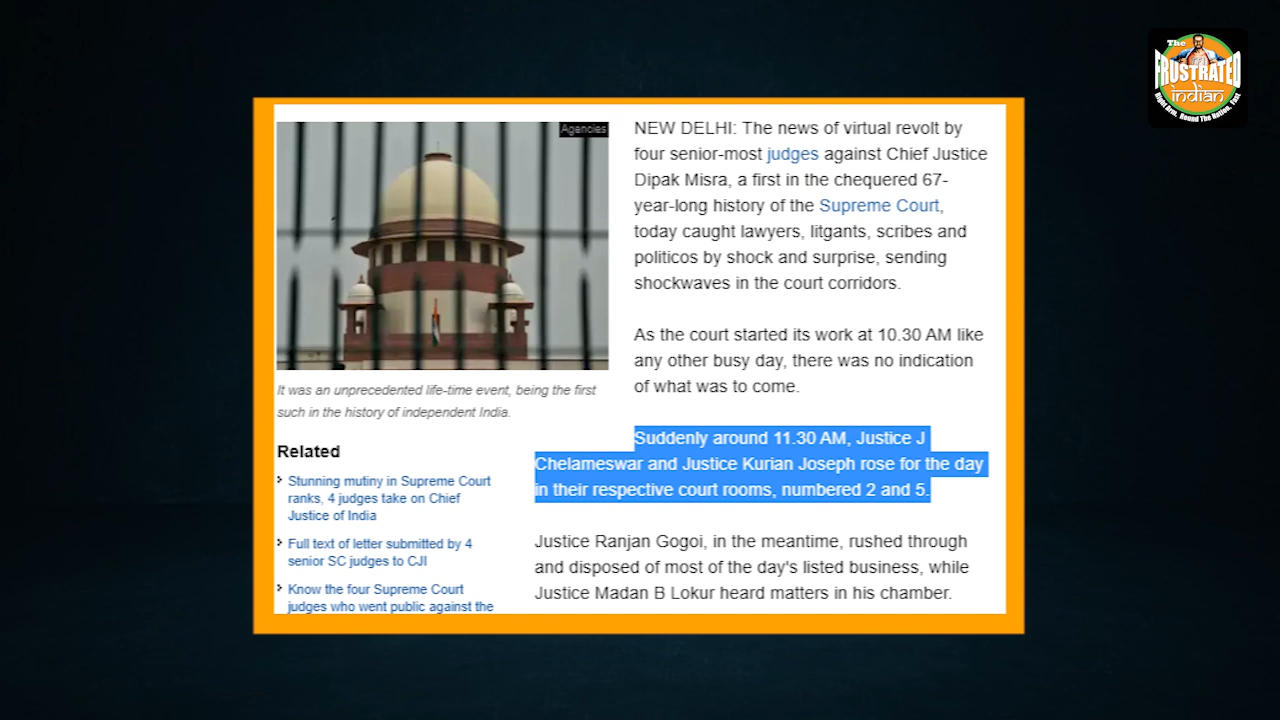 The
FRUSTRATED
indian
Right Arm. Round The Nation. Fast
Agencies
It was an unprecedented life-time event, being the first
such in the history of independent India.
Related
Stunning mutiny in Supreme Court
ranks, 4 judges take on Chief
Justice of India
Full text of letter submitted by 4
senior SC judges to CJI
Know the four Supreme Court
judges who went public against the
NEW DELHI: The news of virtual revolt by
four senior-most judges against Chief Justice
Dipak Misra, a first in the chequered 67-
year-long history of the Supreme Court,
today caught lawyers, litgants, scribes and
politicos by shock and surprise, sending
shockwaves in the court corridors.
As the court started its work at 10.30 AM like
any other busy day, there was no indication
of what was to come.
Suddenly around 11.30 AM, Justice J
Chelameswar and Justice Kurian Joseph rose for the day
in their respective court rooms, numbered 2 and 5.
Justice Ranjan Gogoi, in the meantime, rushed through
and disposed of most of the day's listed business, while
Justice Madan B Lokur heard matters in his chamber.